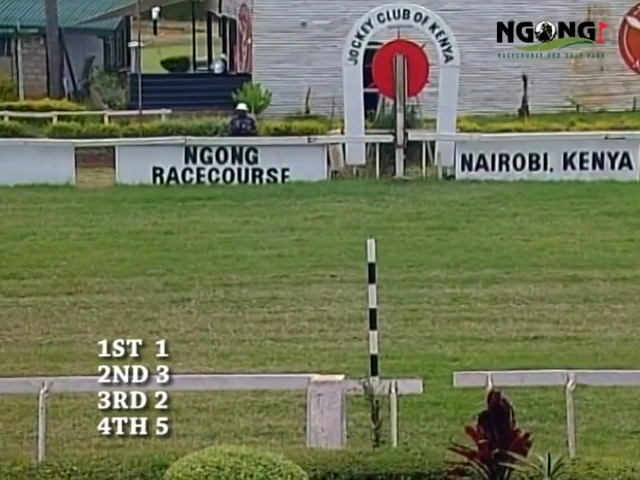 NGONG!
RACECOURSE AND GOLF PARK
JOCKEY CLUB OF KENYA
NGONG
RACECOURSE
NAIROBI, KENYA
1ST 1
2ND 3
3RD 2
4TH 5